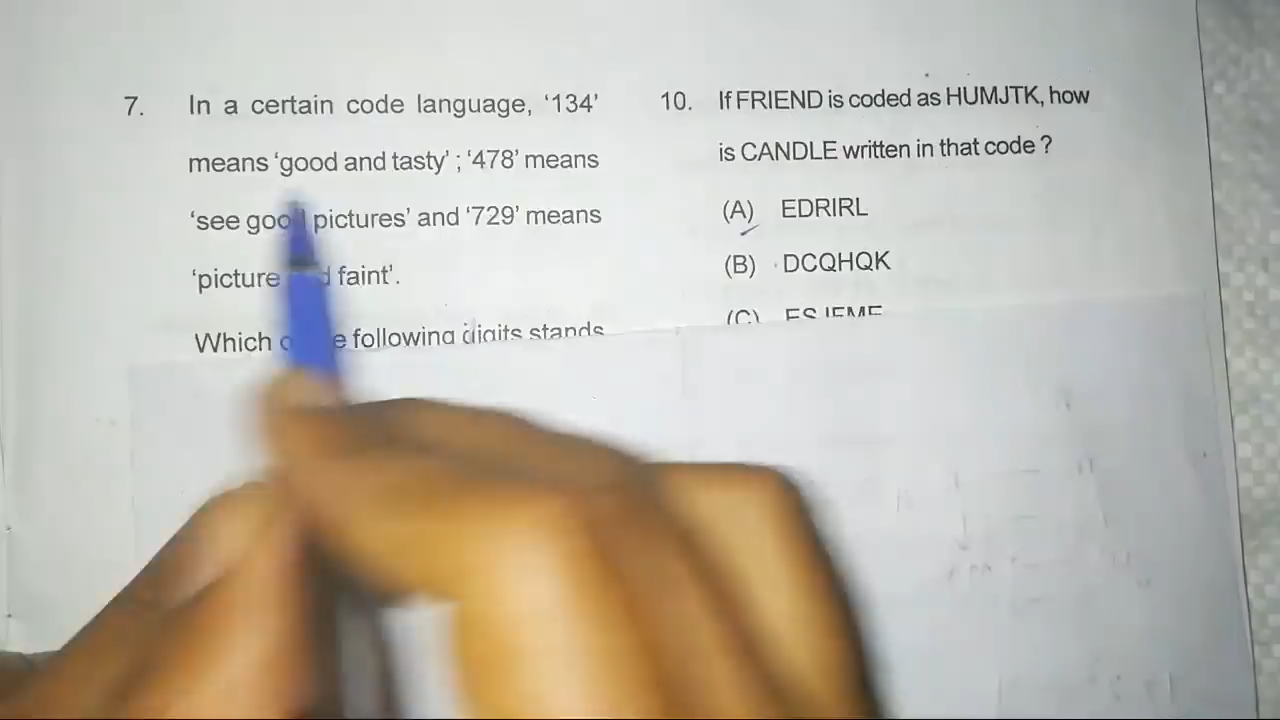 7. In a certain code language, ‘134’
means ‘good and tasty’ ; ‘478’ means
‘see good pictures’ and ‘729’ means
‘picture faint’.
Which following digits stands
10. If FRIEND is coded as HUMJTK, how
is CANDLE written in that code ?
(A) EDRIRL
(B) DCQHQK
(C)